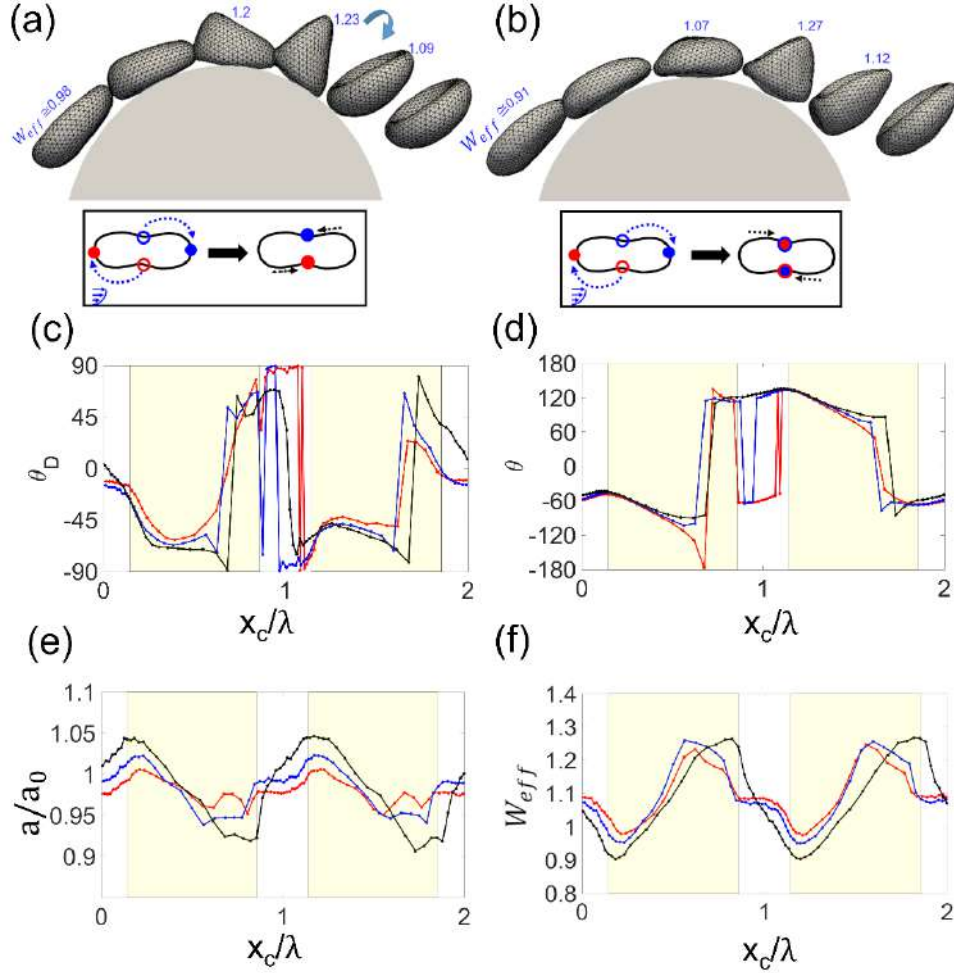 (a) (b)
1.2 1.23 1.09
W_eff ≅0.98
1.07 1.27 1.12
W_eff ≅0.91
(c) (d)
90
45
0
-45
-90
θ_D
0 1 2
x_c/λ
180
120
60
0
-60
-120
-180
θ
0 1 2
x_c/λ
(e) (f)
1.1
1.05
1
0.95
0.9
a/a_0
0 1 2
x_c/λ
1.4
1.3
1.2
1.1
1
0.9
0.8
W_eff
0 1 2
x_c/λ